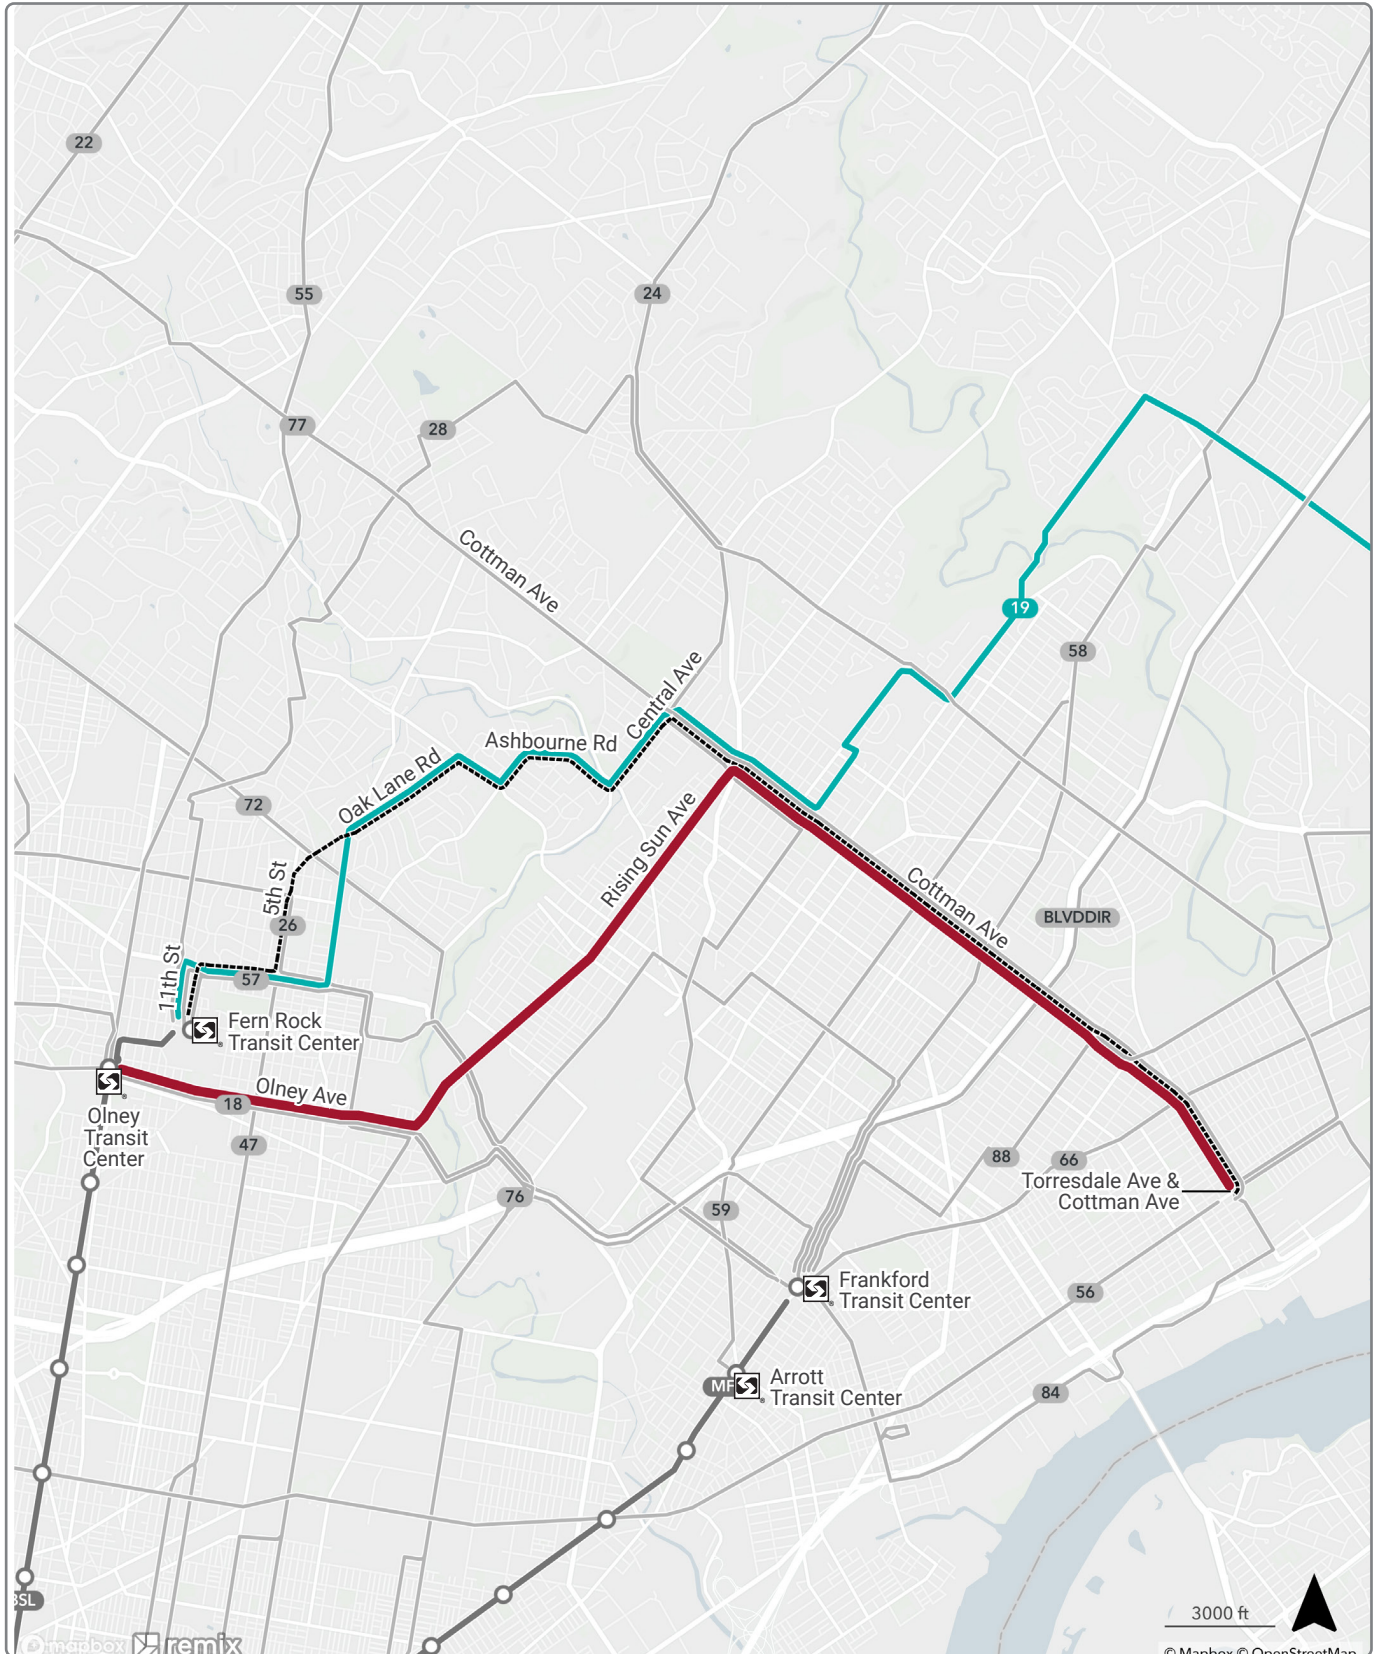 22
55
24
77
28
Cottman Ave
19
58
Central Ave
Ashbourne Rd
Oak Lane Rd
72
Rising Sun Ave
5th St
Cottman Ave
26
BLVDDIR
11th St
57
Fern Rock
Transit Center
Olney Ave
18
Olney
Transit
Center
47
88
66
Torresdale Ave &
Cottman Ave
76
59
Frankford
Transit Center
56
Arrott
Transit Center
84
3000 ft
mapbox
remix
© Mapbox © OpenStreetMap